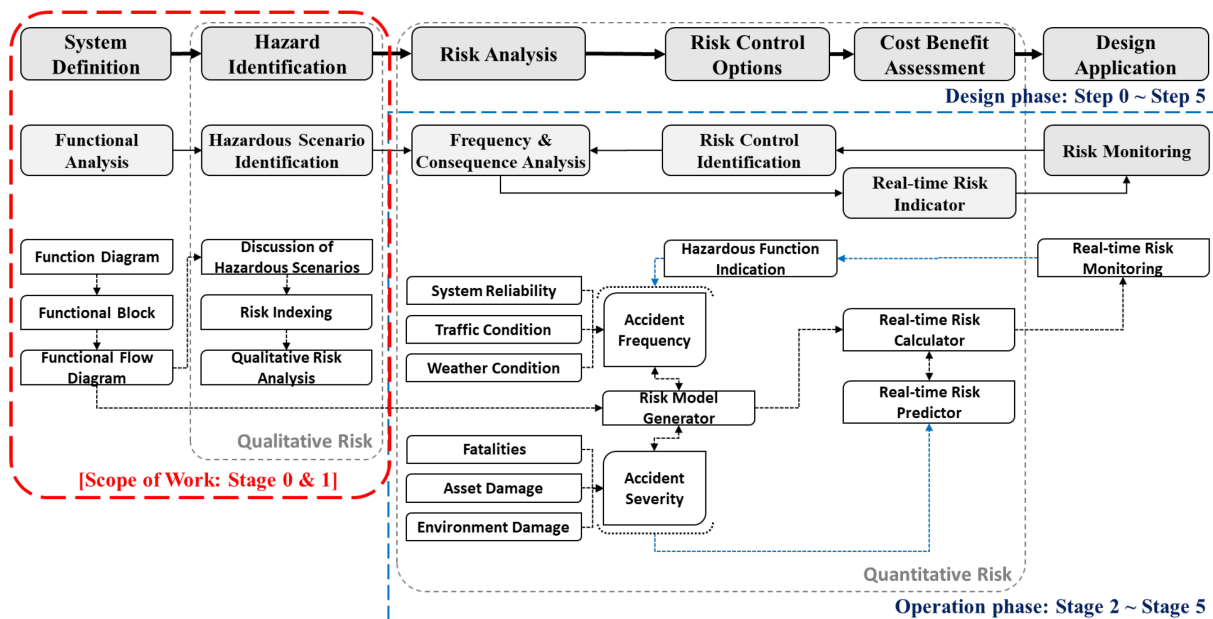 System
Definition
Hazard
Identification
Risk Analysis
Risk Control
Options
Cost Benefit
Assessment
Design
Application
Design phase: Step 0 ~ Step 5
Functional
Analysis
Hazardous Scenario
Identification
Frequency &
Consequence Analysis
Risk Control
Identification
Risk Monitoring
Real-time Risk
Indicator
Function Diagram
Functional Block
Functional Flow
Diagram
Discussion of
Hazardous Scenarios
Risk Indexing
Qualitative Risk
Analysis
Qualitative Risk
[Scope of Work: Stage 0 & 1]
Hazardous Function
Indication
Real-time Risk
Monitoring
System Reliability
Traffic Condition
Weather Condition
Accident
Frequency
Real-time Risk
Calculator
Risk Model
Generator
Real-time Risk
Predictor
Fatalities
Asset Damage
Environment Damage
Accident
Severity
Quantitative Risk
Operation phase: Stage 2 ~ Stage 5